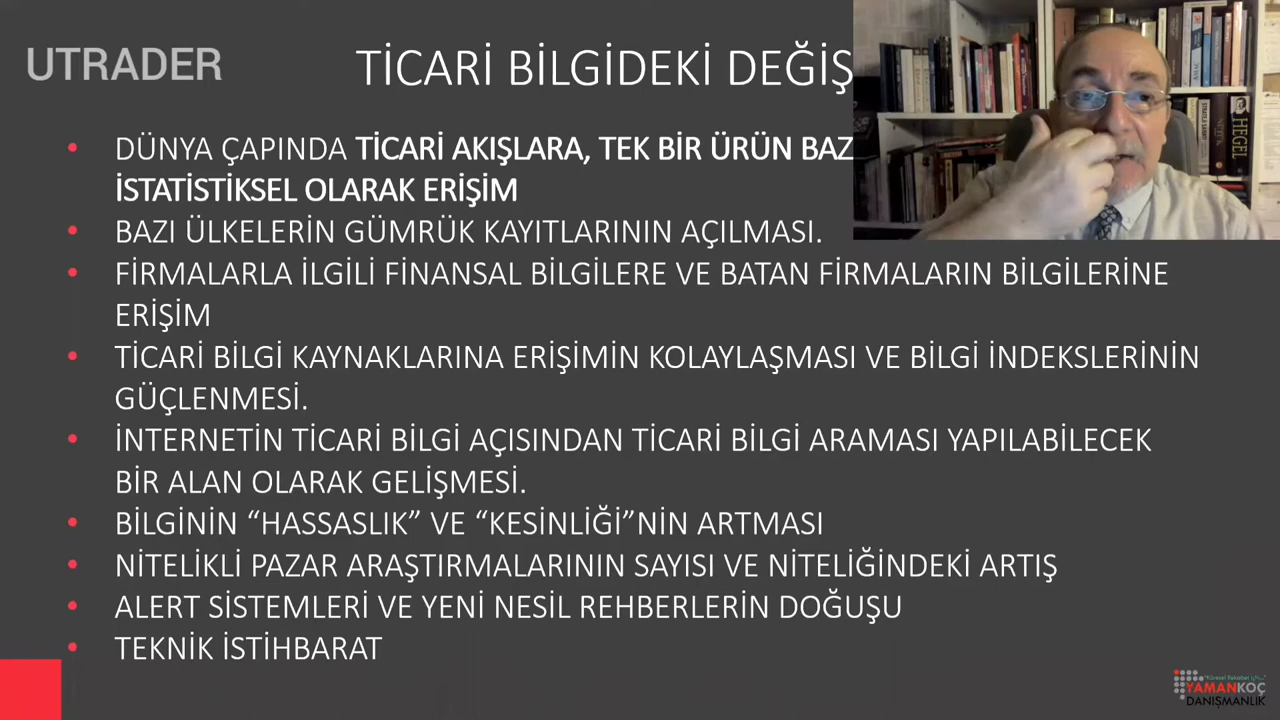 UTRADER
TİCARİ BİLGİDEKİ DEĞİŞ
• DÜNYA ÇAPINDA TİCARİ AKIŞLARA, TEK BİR ÜRÜN BAZ
İSTATİSTİKSEL OLARAK ERİŞİM
• BAZI ÜLKELERİN GÜMRÜK KAYITLARININ AÇILMASI.
• FİRMALARLA İLGİLİ FİNANSAL BİLGİLERE VE BATAN FİRMALARIN BİLGİLERİNE
ERİŞİM
• TİCARİ BİLGİ KAYNAKLARINA ERİŞİMİN KOLAYLAŞMASI VE BİLGİ İNDEKSLERİNİN
GÜÇLENMESİ.
• İNTERNETİN TİCARİ BİLGİ AÇISINDAN TİCARİ BİLGİ ARAMASI YAPILABİLECEK
BİR ALAN OLARAK GELİŞMESİ.
• BİLGİNİN “HASSASLIK” VE “KESİNLİĞİ”NİN ARTMASI
• NİTELİKLİ PAZAR ARAŞTIRMALARININ SAYISI VE NİTELİĞİNDEKİ ARTIŞ
• ALERT SİSTEMLERİ VE YENİ NESİL REHBERLERİN DOĞUŞU
• TEKNİK İSTİHBARAT
HEGEL
"Küresel Rekabet İçin..."
YAMANKOÇ
DANIŞMANLIK